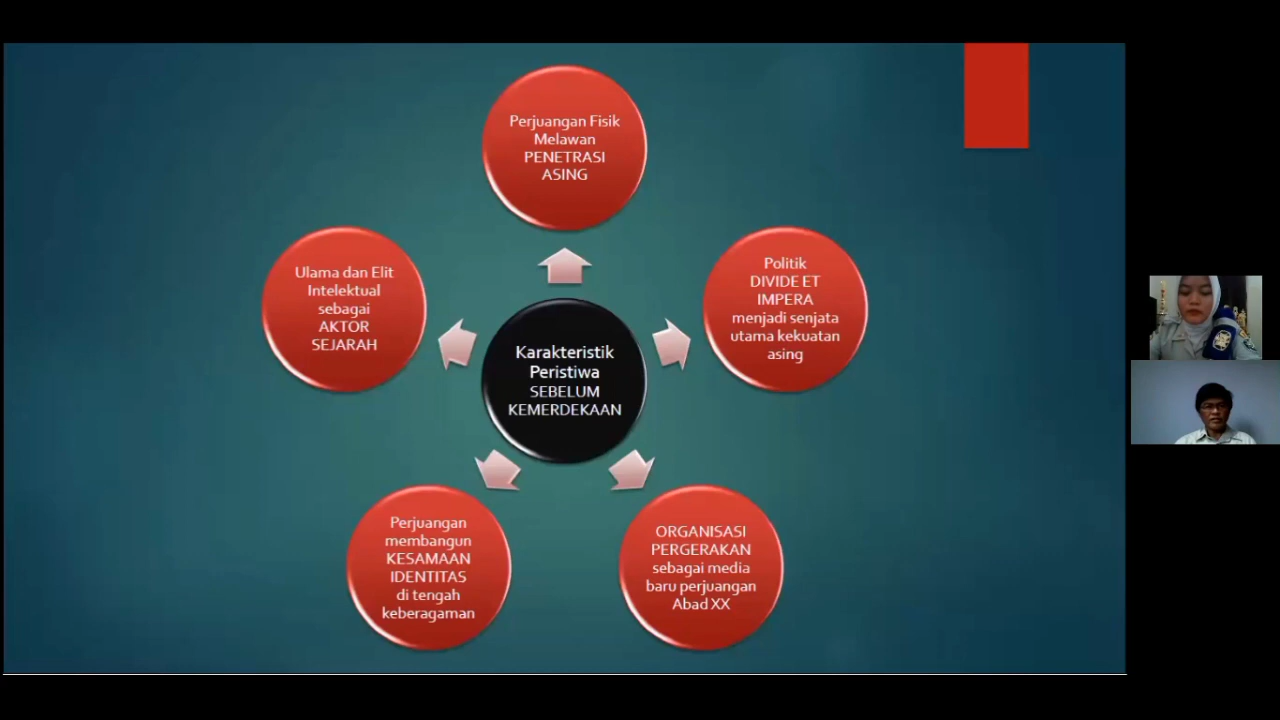 Perjuangan Fisik
Melawan
PENETRASI
ASING
Politik
DIVIDE ET
IMPERA
menjadi senjata
utama kekuatan
asing
ORGANISASI
PERGERAKAN
sebagai media
baru perjuangan
Abad XX
Perjuangan
membangun
KESAMAAN
IDENTITAS
di tengah
keberagaman
Ulama dan Elit
Intelektual
sebagai
AKTOR
SEJARAH
Karakteristik
Peristiwa
SEBELUM
KEMERDEKAAN